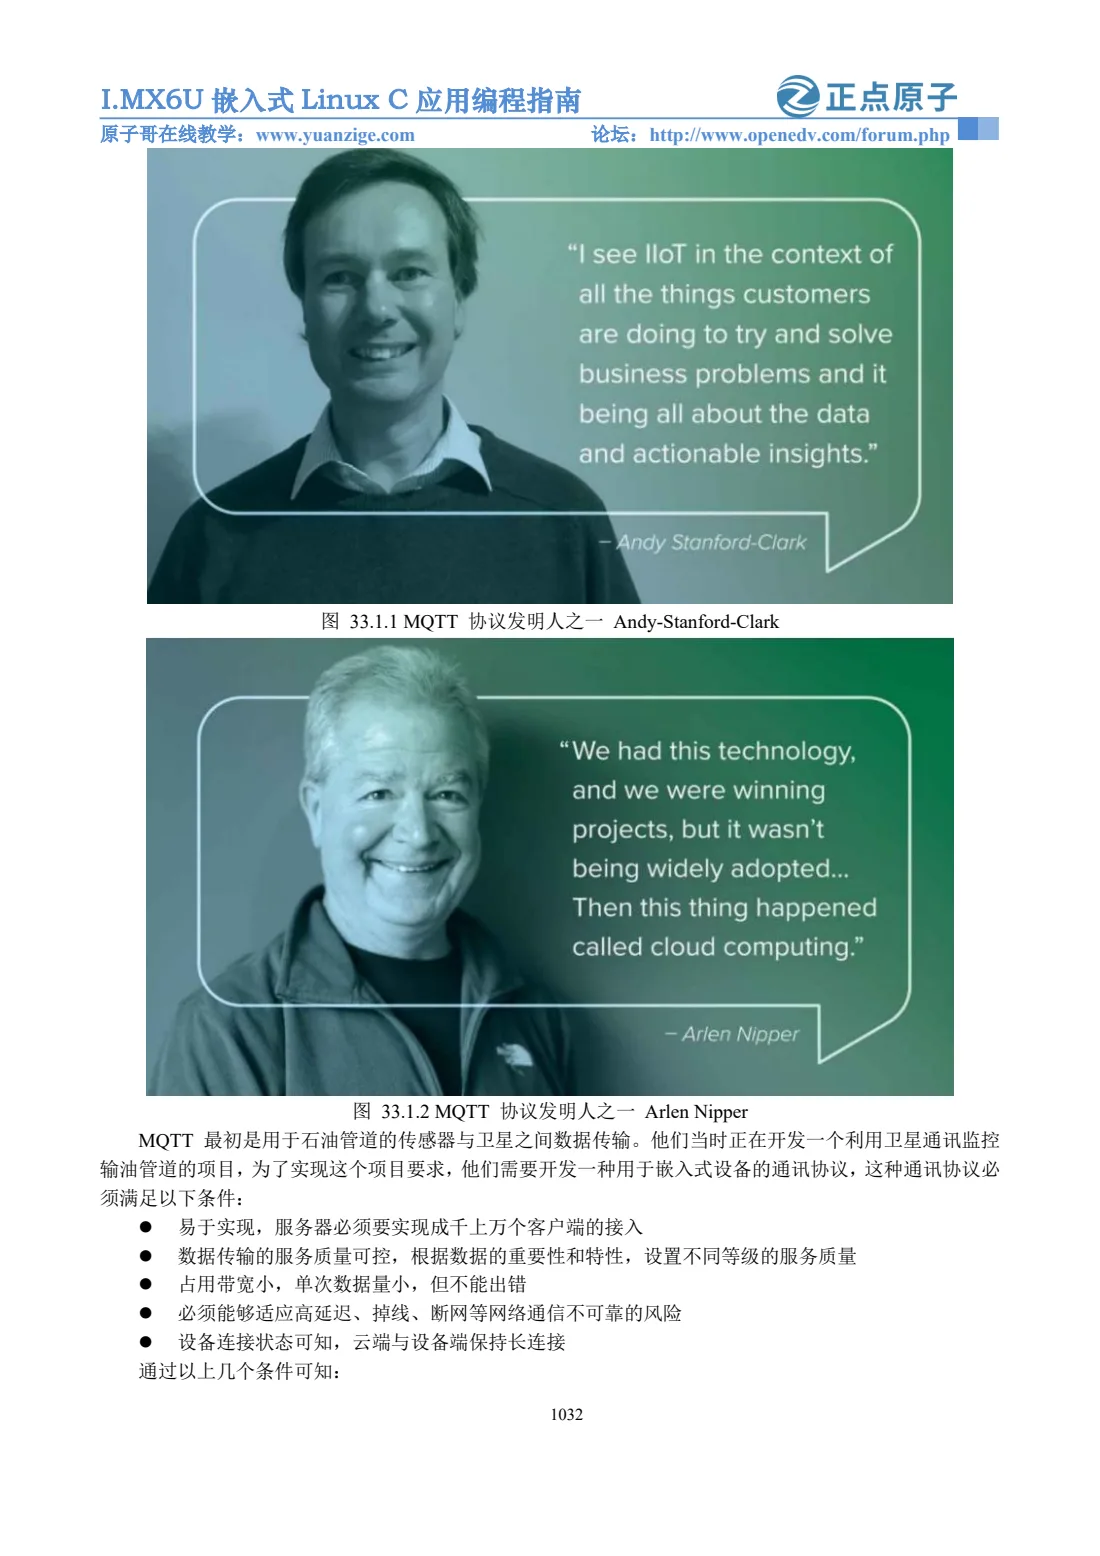 I.MX6U 嵌入式 Linux C 应用编程指南
正点原子
原子哥在线教学：www.yuanzige.com 论坛：http://www.openedv.com/forum.php
“I see IIoT in the context of
all the things customers
are doing to try and solve
business problems and it
being all about the data
and actionable insights.”
– Andy Stanford-Clark
图 33.1.1 MQTT 协议发明人之一 Andy-Stanford-Clark
“We had this technology,
and we were winning
projects, but it wasn’t
being widely adopted...
Then this thing happened
called cloud computing.”
– Arlen Nipper
图 33.1.2 MQTT 协议发明人之一 Arlen Nipper
MQTT 最初是用于石油管道的传感器与卫星之间数据传输。他们当时正在开发一个利用卫星通讯监控
输油管道的项目，为了实现这个项目要求，他们需要开发一种用于嵌入式设备的通讯协议，这种通讯协议必
须满足以下条件：
● 易于实现，服务器必须要实现成千上万个客户端的接入
● 数据传输的服务质量可控，根据数据的重要性和特性，设置不同等级的服务质量
● 占用带宽小，单次数据量小，但不能出错
● 必须能够适应高延迟、掉线、断网等网络通信不可靠的风险
● 设备连接状态可知，云端与设备端保持长连接
通过以上几个条件可知：
1032